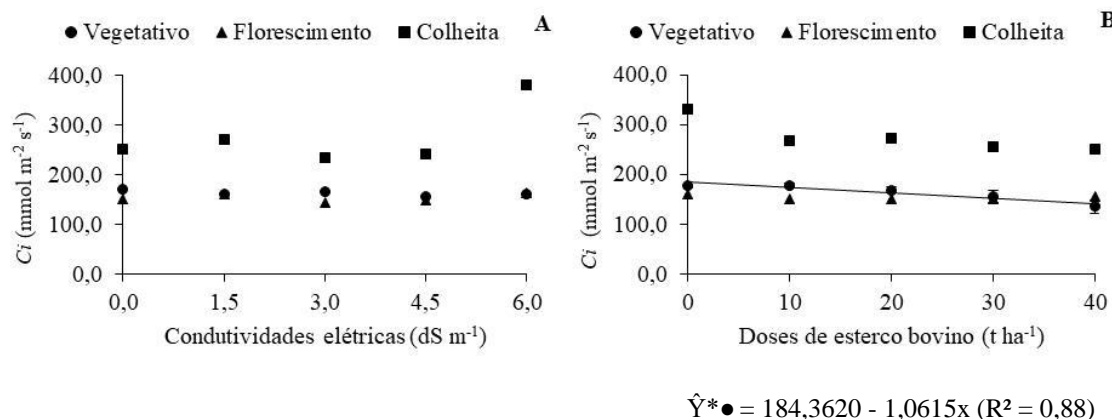 ● Vegetativo ▲ Florescimento ■ Colheita A
400,0
300,0
200,0
100,0
0,0
Ci (mmol m⁻² s⁻¹)
0,0 1,5 3,0 4,5 6,0
Condutividades elétricas (dS m⁻¹)
● Vegetativo ▲ Florescimento ■ Colheita B
400,0
300,0
200,0
100,0
0,0
Ci (mmol m⁻² s⁻¹)
0 10 20 30 40
Doses de esterco bovino (t ha⁻¹)
Ŷ*● = 184,3620 - 1,0615x (R² = 0,88)